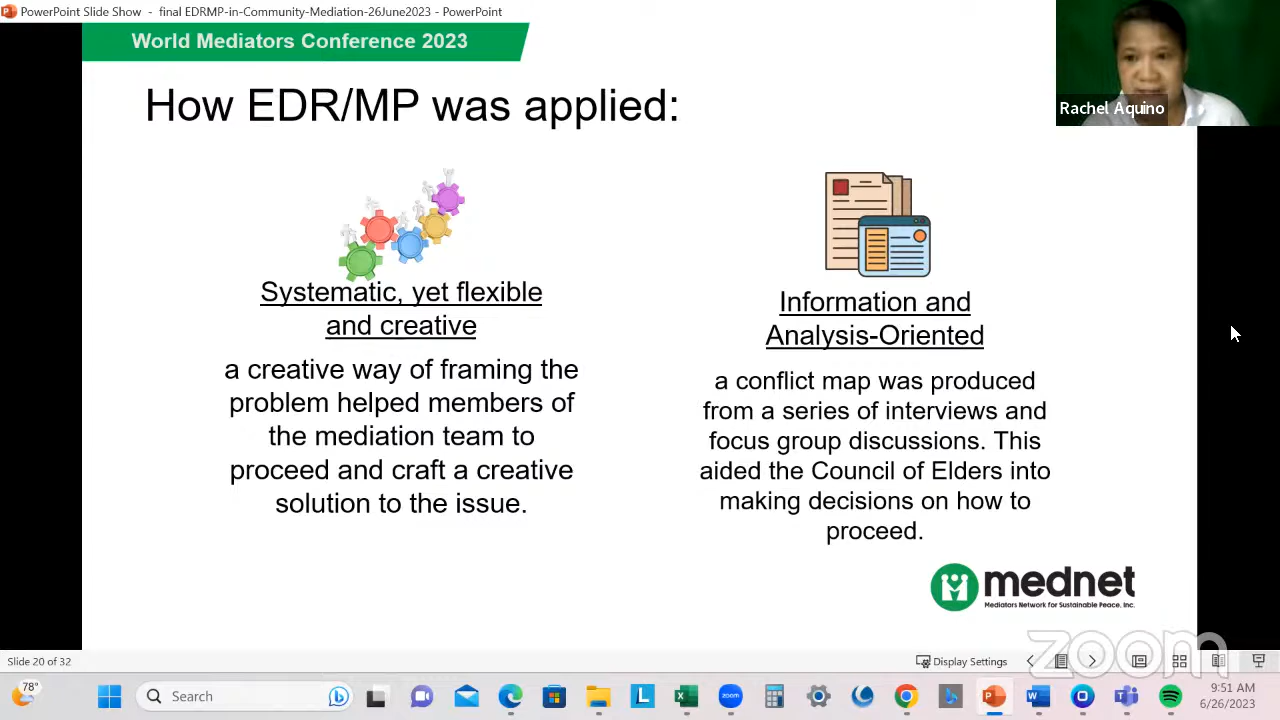 PowerPoint Slide Show - final EDRMP-in-Community-Mediation-26June2023 - PowerPoint
World Mediators Conference 2023
Rachel Aquino
How EDR/MP was applied:
Systematic, yet flexible
and creative
a creative way of framing the
problem helped members of
the mediation team to
proceed and craft a creative
solution to the issue.
Information and
Analysis-Oriented
a conflict map was produced
from a series of interviews and
focus group discussions. This
aided the Council of Elders into
making decisions on how to
proceed.
mednet
Mediators Network for Sustainable Peace, Inc.
zoom
Slide 20 of 32
Display Settings
78°
Search
zoom
9:51 AM
6/26/2023